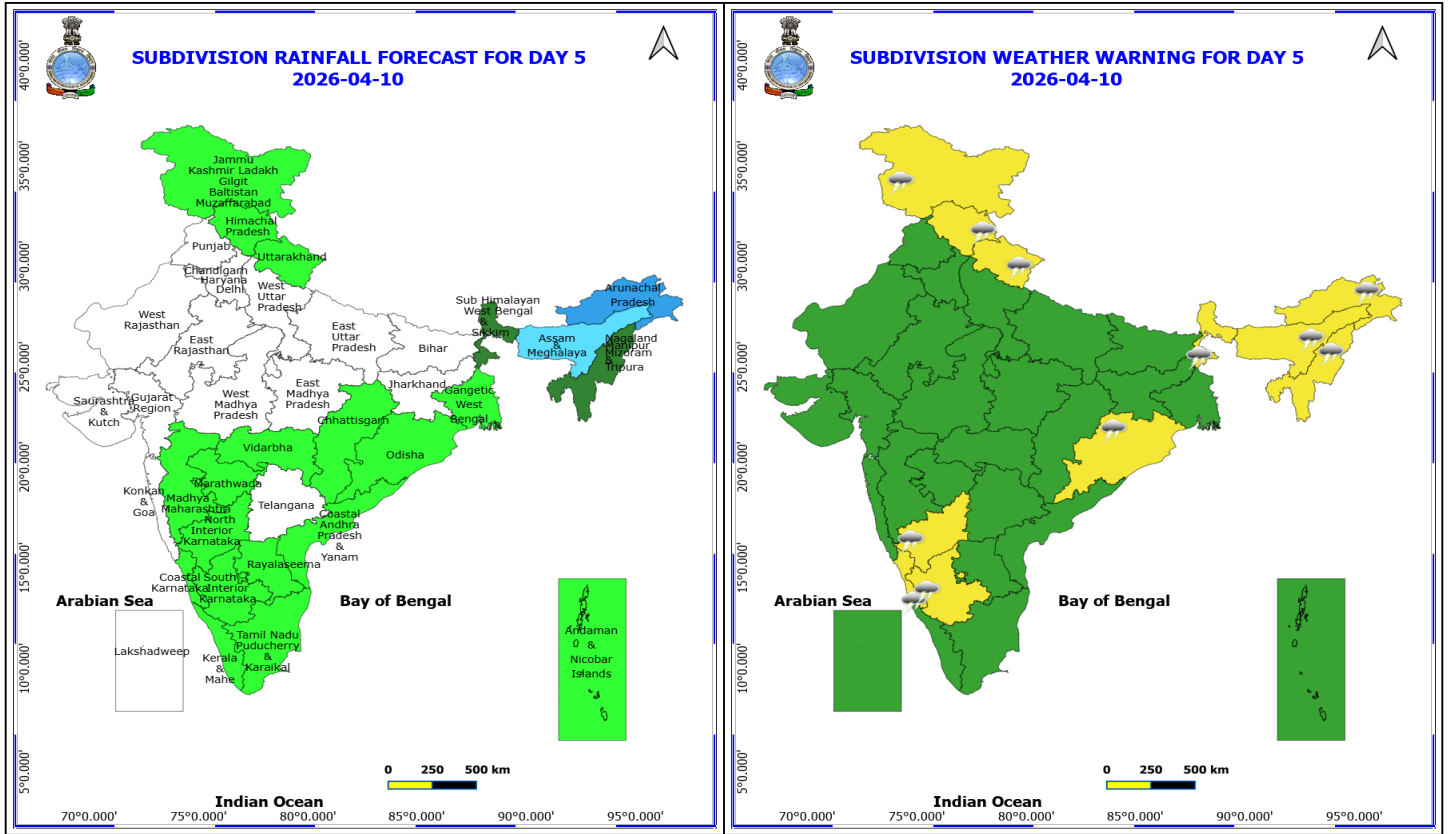 SUBDIVISION RAINFALL FORECAST FOR DAY 5
2026-04-10
40°0.000'
35°0.000'
30°0.000'
25°0.000'
20°0.000'
15°0.000'
10°0.000'
5°0.000'
Jammu
Kashmir Ladakh
Gilgit
Baltistan
Muzaffarabad
Himachal
Pradesh
Punjab
Uttarakhand
Chandigarh
Haryana
Delhi
West
Uttar
Pradesh
West
Rajasthan
East
Rajasthan
East
Uttar
Pradesh
Bihar
Sub Himalayan
West Bengal
&
Sikkim
Arunachal
Pradesh
Assam
&
Meghalaya
Nagaland
Manipur
Mizoram
&
Tripura
Saurashtra
&
Kutch
Gujarat
Region
West
Madhya
Pradesh
East
Madhya
Pradesh
Jharkhand
Gangetic
West
Bengal
Chhattisgarh
Odisha
Vidarbha
Marathwada
Madhya
Maharashtra
Konkan
&
Goa
Telangana
North
Interior
Karnataka
Coastal
Andhra
Pradesh
&
Yanam
Rayalaseema
Coastal
Karnataka
South
Interior
Karnataka
Tamil Nadu
Puducherry
&
Karaikal
Kerala
&
Mahe
Lakshadweep
Andaman
&
Nicobar
Islands
Arabian Sea
Bay of Bengal
Indian Ocean
0 250 500 km
70°0.000' 75°0.000' 80°0.000' 85°0.000' 90°0.000' 95°0.000'
SUBDIVISION WEATHER WARNING FOR DAY 5
2026-04-10
40°0.000'
35°0.000'
30°0.000'
25°0.000'
20°0.000'
15°0.000'
10°0.000'
5°0.000'
Arabian Sea
Bay of Bengal
Indian Ocean
0 250 500 km
70°0.000' 75°0.000' 80°0.000' 85°0.000' 90°0.000' 95°0.000'